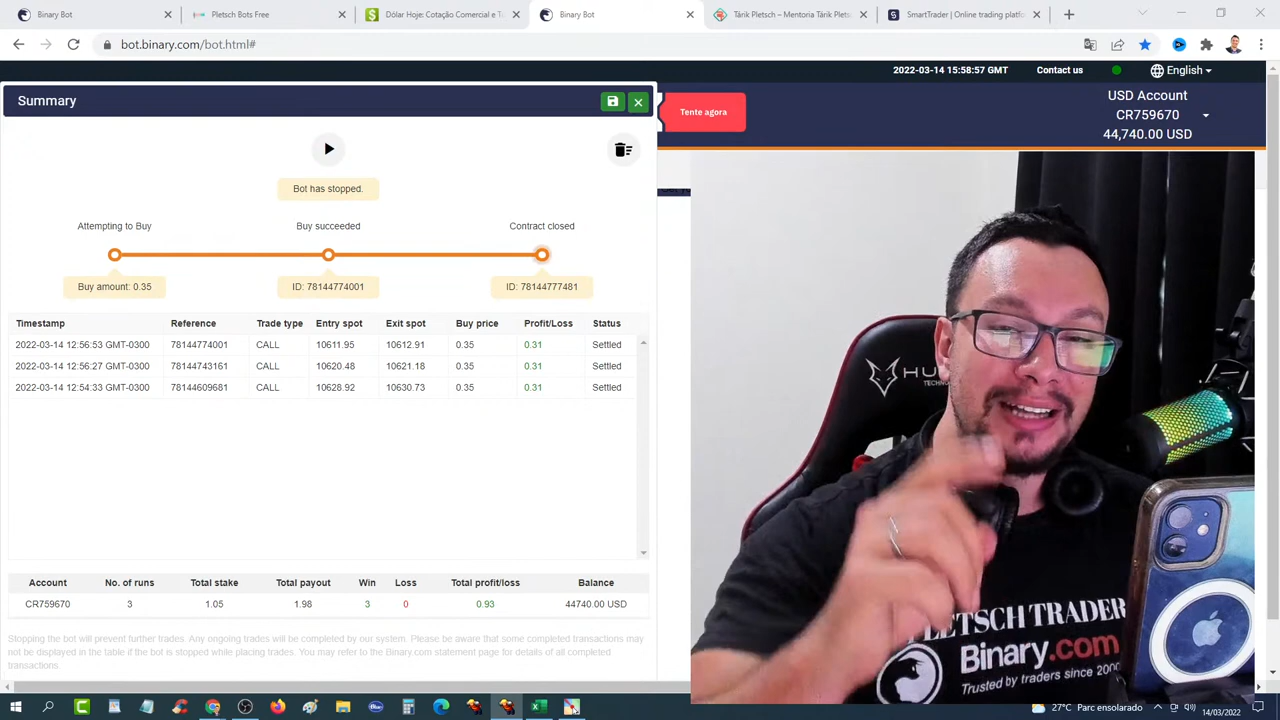 Binary Bot
Pletsch Bots Free
Dólar Hoje: Cotação Comercial e T
Binary Bot
Tárik Pletsch – Mentoria Tárik Pletsc
SmartTrader | Online trading platf
bot.binary.com/bot.html#
2022-03-14 15:58:57 GMT
Contact us
English
Summary
Tente agora
USD Account
CR759670
44,740.00 USD
Bot has stopped.
Attempting to Buy
Buy succeeded
Contract closed
Buy amount: 0.35
ID: 78144774001
ID: 78144777481
Timestamp Reference Trade type Entry spot Exit spot Buy price Profit/Loss Status
2022-03-14 12:56:53 GMT-0300 78144774001 CALL 10611.95 10612.91 0.35 0.31 Settled
2022-03-14 12:56:27 GMT-0300 78144743161 CALL 10620.48 10621.18 0.35 0.31 Settled
2022-03-14 12:54:33 GMT-0300 78144609681 CALL 10628.92 10630.73 0.35 0.31 Settled
Account No. of runs Total stake Total payout Win Loss Total profit/loss Balance
CR759670 3 1.05 1.98 3 0 0.93 44740.00 USD
Stopping the bot will prevent further trades. Any ongoing trades will be completed by our system. Please be aware that some completed transactions may
not be displayed in the table if the bot is stopped while placing trades. You may refer to the Binary.com statement page for details of all completed
transactions.
PLETSCH TRADER
Binary.com
Trusted by traders since 2000
27°C Parc ensolarado
15:58
14/03/2022